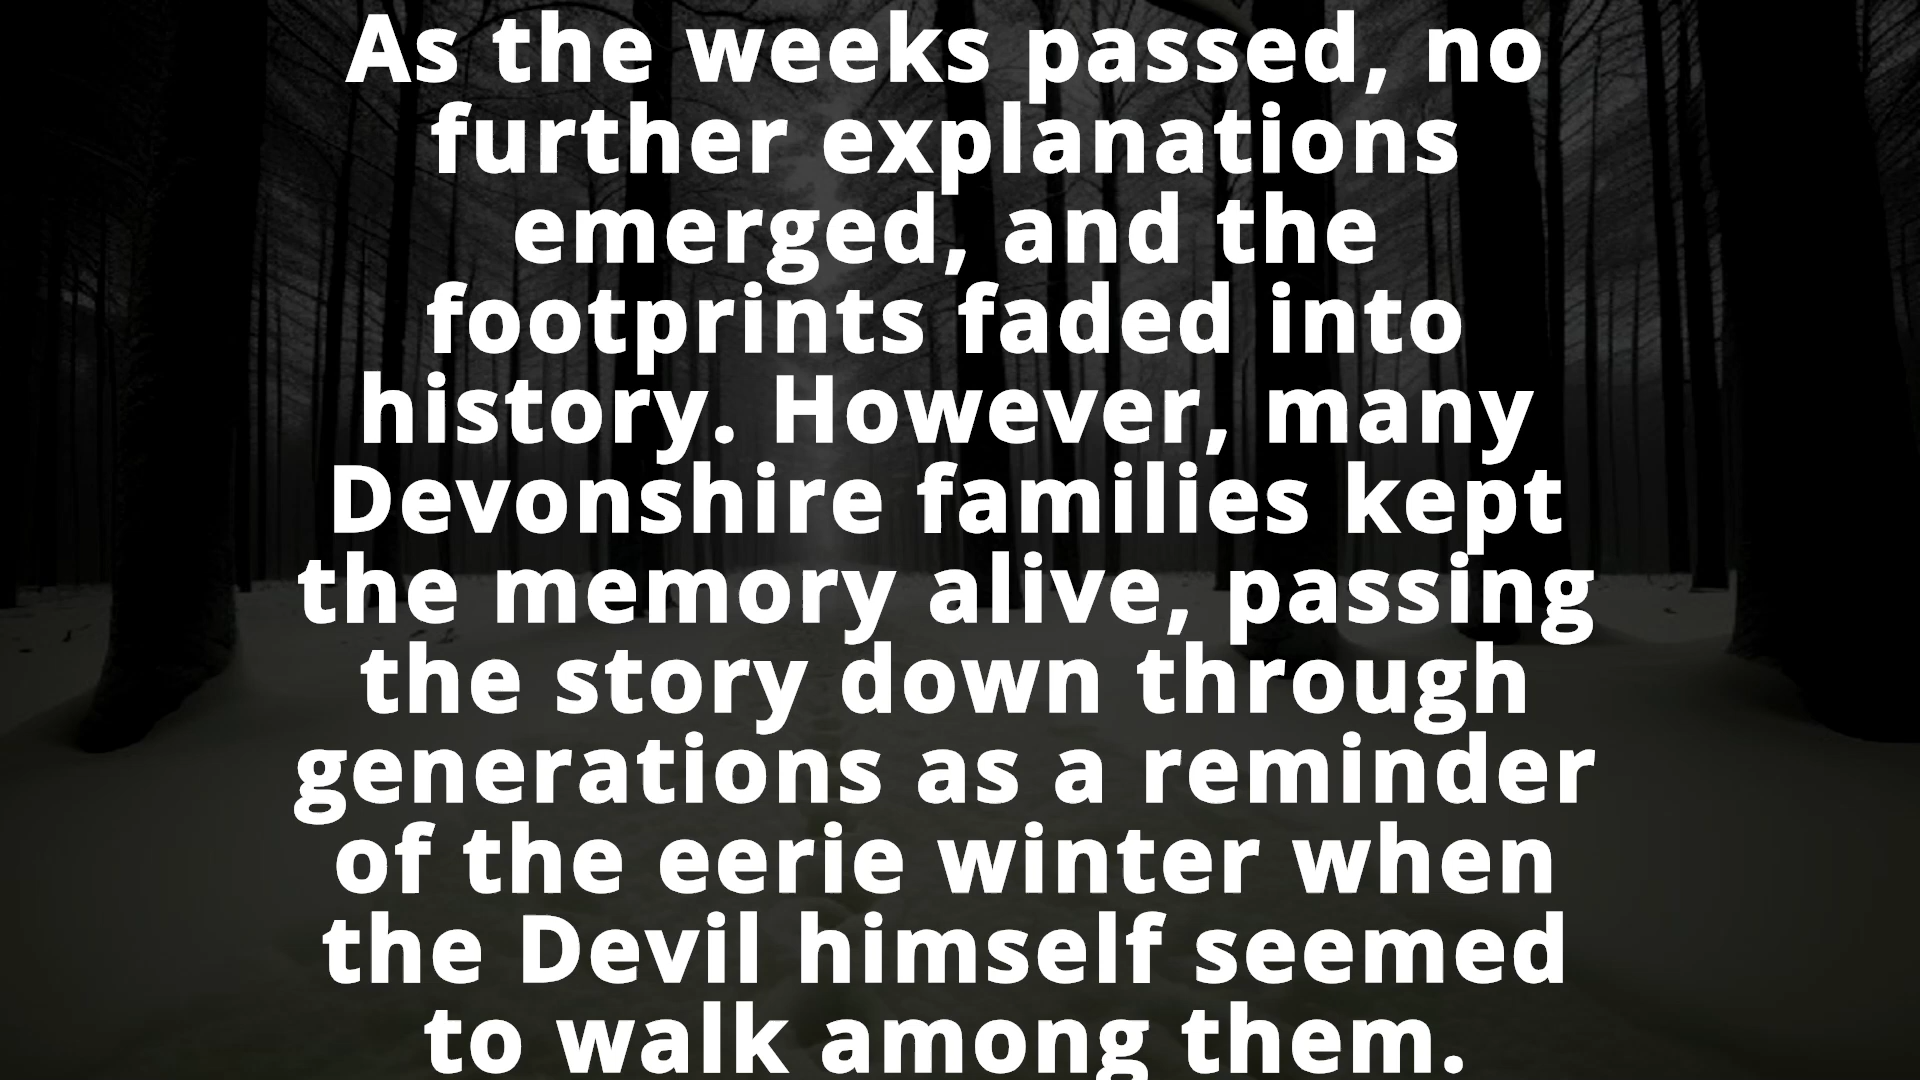 As the weeks passed, no
further explanations
emerged, and the
footprints faded into
history. However, many
Devonshire families kept
the memory alive, passing
the story down through
generations as a reminder
of the eerie winter when
the Devil himself seemed
to walk among them.